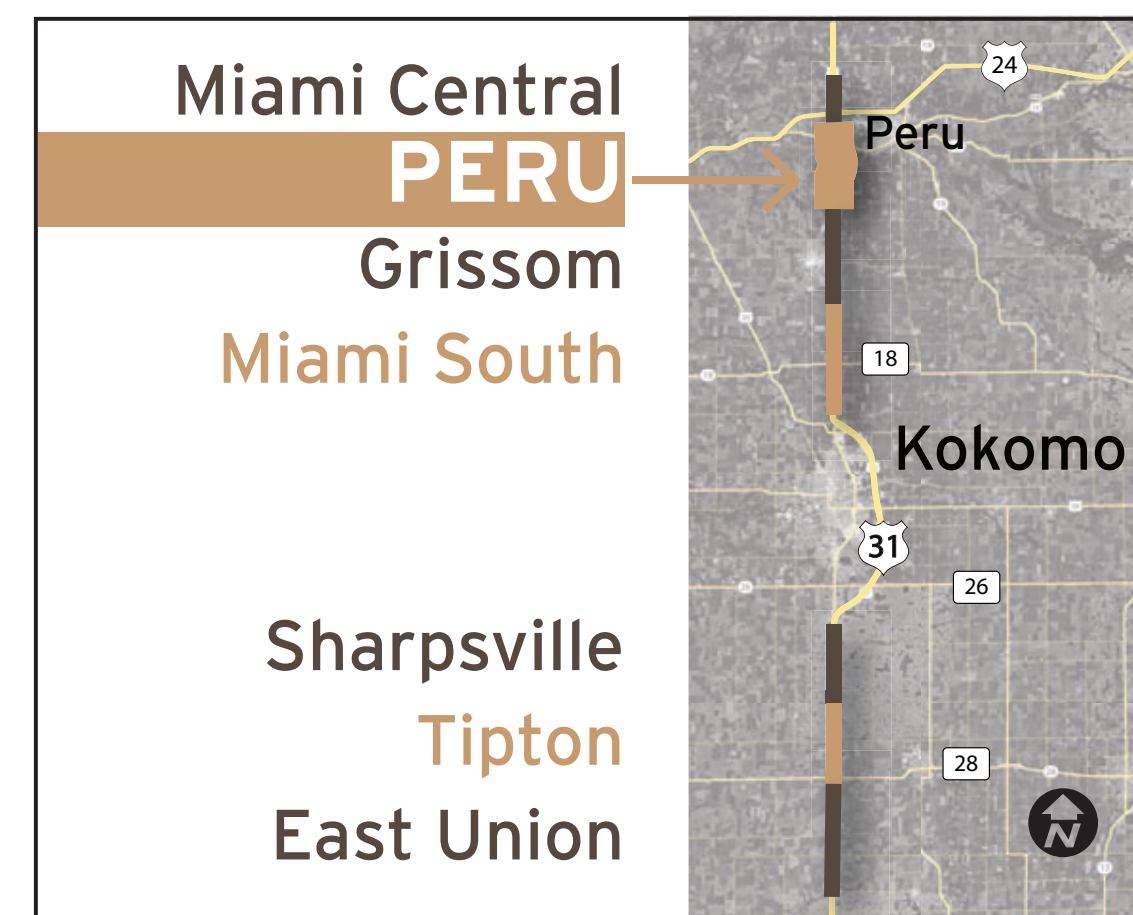 Miami Central
PERU
Grissom
Miami South
Sharpsville
Tipton
East Union
24
Peru
18
Kokomo
31
26
28
N